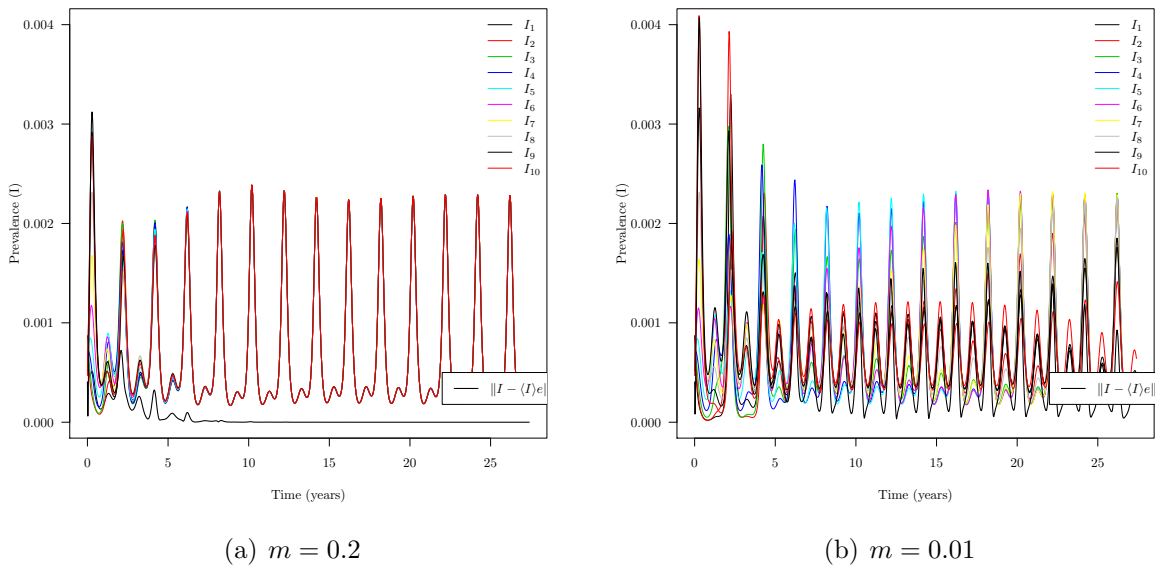 0.004
0.003
0.002
0.001
0.000
Prevalence (I)
0
5
10
15
20
25
Time (years)
I₁
I₂
I₃
I₄
I₅
I₆
I₇
I₈
I₉
I₁₀
‖I − ⟨I⟩e|
(a) m = 0.2
0.004
0.003
0.002
0.001
0.000
Prevalence (I)
0
5
10
15
20
25
Time (years)
I₁
I₂
I₃
I₄
I₅
I₆
I₇
I₈
I₉
I₁₀
‖I − ⟨I⟩e|
(b) m = 0.01